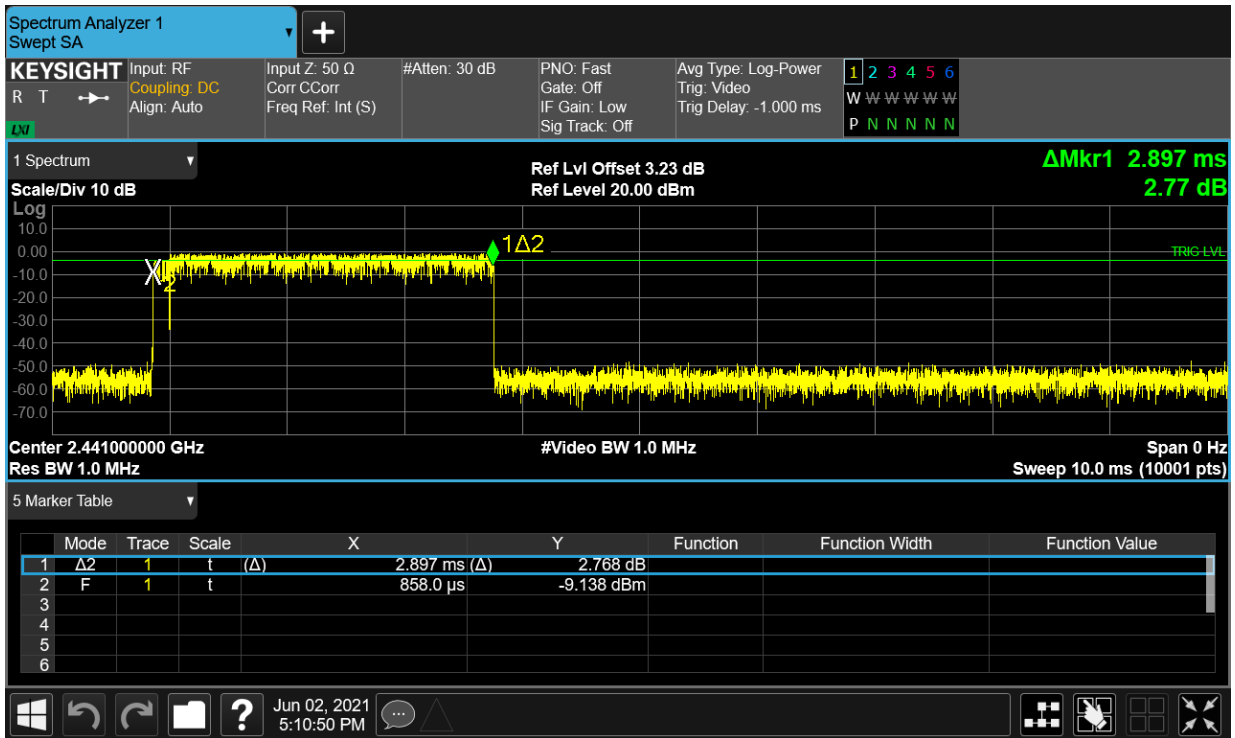 Spectrum Analyzer 1
Swept SA
KEYSIGHT
R T
LXI
Input: RF
Coupling: DC
Align: Auto
Input Z: 50 Ω
Corr CCorr
Freq Ref: Int (S)
#Atten: 30 dB
PNO: Fast
Gate: Off
IF Gain: Low
Sig Track: Off
Avg Type: Log-Power
Trig: Video
Trig Delay: -1.000 ms
1 2 3 4 5 6
W W W W W W
P N N N N N
1 Spectrum
Scale/Div 10 dB
Ref Lvl Offset 3.23 dB
Ref Level 20.00 dBm
ΔMkr1 2.897 ms
2.77 dB
Log
10.0
0.00
-10.0
-20.0
-30.0
-40.0
-50.0
-60.0
-70.0
1Δ2
X
2
TRIG LVL
Center 2.441000000 GHz
Res BW 1.0 MHz
#Video BW 1.0 MHz
Span 0 Hz
Sweep 10.0 ms (10001 pts)
5 Marker Table
Mode Trace Scale X Y Function Function Width Function Value
1 Δ2 1 t (Δ) 2.897 ms (Δ) 2.768 dB
2 F 1 t 858.0 µs -9.138 dBm
3
4
5
6
?
Jun 02, 2021
5:10:50 PM